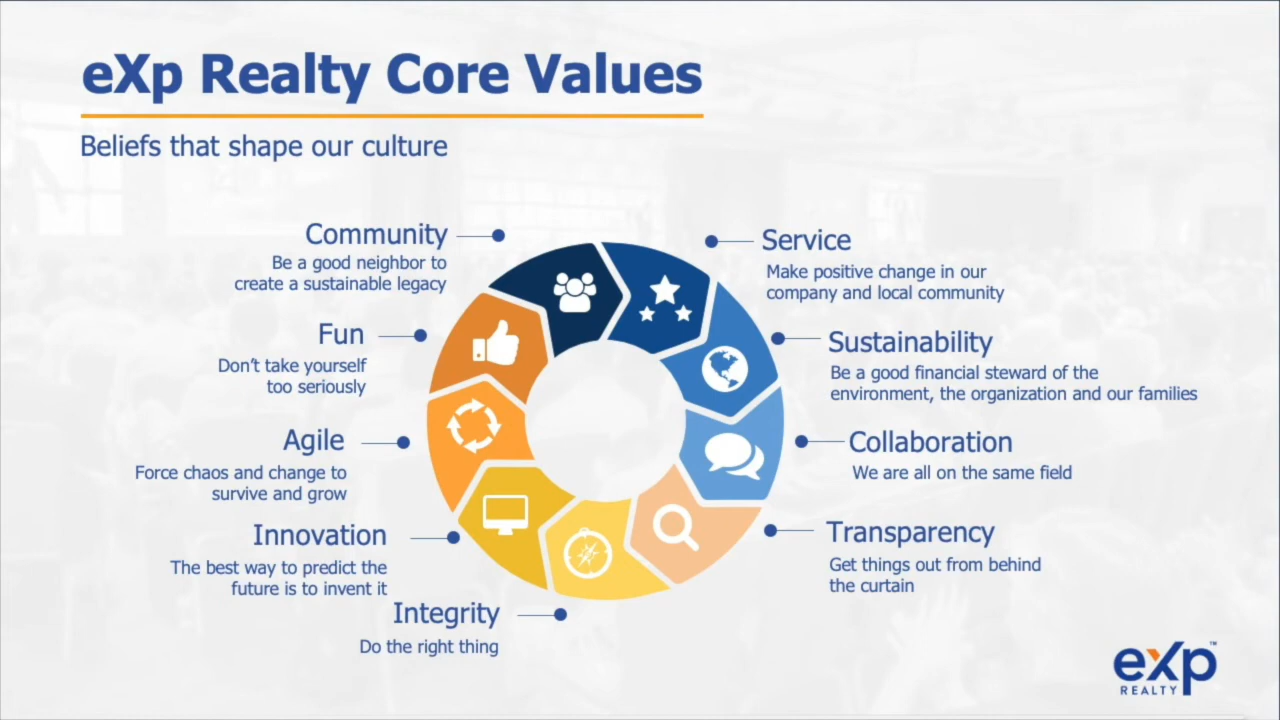 eXp Realty Core Values
Beliefs that shape our culture
Community
Be a good neighbor to
create a sustainable legacy
Fun
Don't take yourself
too seriously
Agile
Force chaos and change to
survive and grow
Innovation
The best way to predict the
future is to invent it
Integrity
Do the right thing
Service
Make positive change in our
company and local community
Sustainability
Be a good financial steward of the
environment, the organization and our families
Collaboration
We are all on the same field
Transparency
Get things out from behind
the curtain
eXp™
REALTY